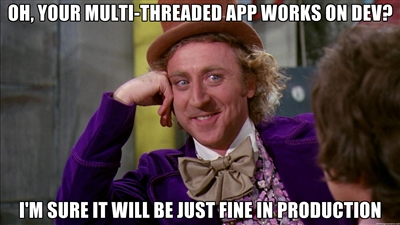 OH, YOUR MULTI-THREADED APP WORKS ON DEV?
I'M SURE IT WILL BE JUST FINE IN PRODUCTION